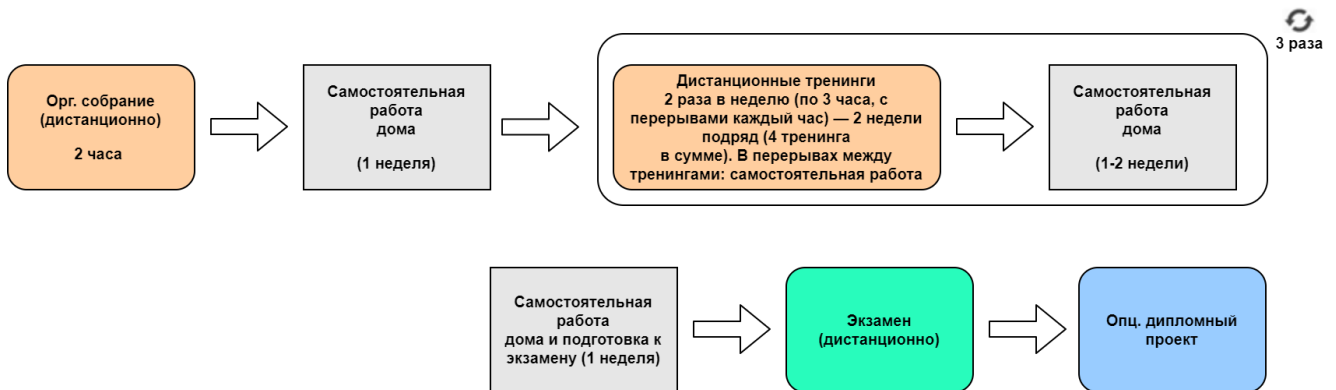 3 раза
Орг. собрание
(дистанционно)
2 часа
Самостоятельная
работа
дома
(1 неделя)
Дистанционные тренинги
2 раза в неделю (по 3 часа, с
перерывами каждый час) — 2 недели
подряд (4 тренинга
в сумме). В перерывах между
тренингами: самостоятельная работа
Самостоятельная
работа
дома
(1-2 недели)
Самостоятельная
работа
дома и подготовка к
экзамену (1 неделя)
Экзамен
(дистанционно)
Опц. дипломный
проект